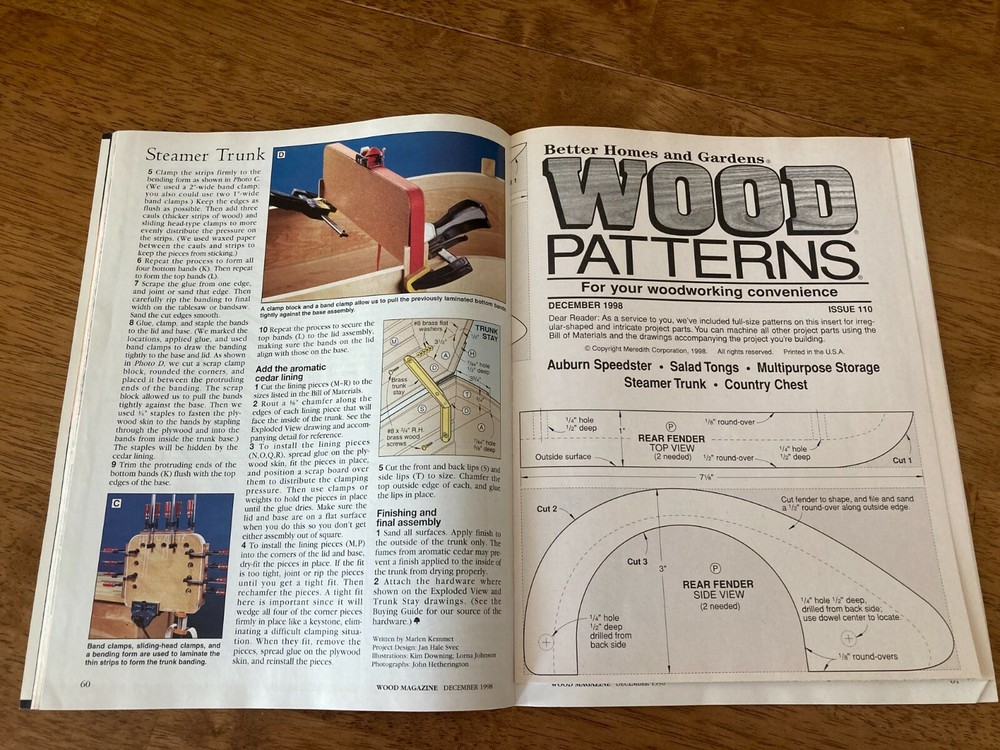 Steamer Trunk
5 Clamp the strips firmly to the
bending form as shown in Photo C.
(We used a 2"-wide band clamp;
you also could use two 1"-wide
band clamps.) Keep the edges as
flush as possible. Then add three
cauls (thicker strips of wood) and
sliding head-type clamps to more
evenly distribute the pressure on
the strips. (We used waxed paper
between the cauls and strips to
keep the pieces from sticking.)
6 Repeat the process to form all
four bottom bands (K). Then repeat
to form the top bands (L).
7 Scrape the glue from one edge,
and joint or sand that edge. Then
carefully rip the banding to final
width on the tablesaw or bandsaw.
Sand the cut edges smooth.
8 Glue, clamp, and staple the bands
to the lid and base. (We marked the
locations, applied glue, and used
band clamps to draw the banding
tightly to the base and lid. As shown
in Photo D, we cut a scrap clamp
block, rounded the corners, and
placed it between the protruding
ends of the banding. The scrap
block allowed us to pull the bands
tightly against the base. Then we
used ⅜" staples to fasten the ply-
wood skin to the bands by stapling
through the plywood and into the
bands from inside the trunk base.)
The staples will be hidden by the
cedar lining.
9 Trim the protruding ends of the
bottom bands (K) flush with the top
edges of the base.
C
Band clamps, sliding-head clamps, and
a bending form are used to laminate the
thin strips to form the trunk banding.
D
A clamp block and a band clamp allow us to pull the previously laminated bottom bands
tightly against the base assembly.
10 Repeat the process to secure the
top bands (L) to the lid assembly,
making sure the bands on the lid
align with those on the base.
Add the aromatic
cedar lining
1 Cut the lining pieces (M-R) to the
sizes listed in the Bill of Materials.
2 Rout a ⅛" chamfer along the
edges of each lining piece that will
face the inside of the trunk. See the
Exploded View drawing and accom-
panying detail for reference.
3 To install the lining pieces
(N,O,Q,R), spread glue on the ply-
wood skin, fit the pieces in place,
and position a scrap board over
them to distribute the clamping
pressure. Then use clamps or
weights to hold the pieces in place
until the glue dries. Make sure the
lid and base are on a flat surface
when you do this so you don't get
either assembly out of square.
4 To install the lining pieces (M,P)
into the corners of the lid and base,
dry-fit the pieces in place. If the fit
is too tight, joint or rip the pieces
until you get a tight fit. Then
rechamfer the pieces. A tight fit
here is important since it will
wedge all four of the corner pieces
firmly in place like a keystone, elim-
inating a difficult clamping situa-
tion. When they fit, remove the
pieces, spread glue on the plywood
skin, and reinstall the pieces.
TRUNK
STAY
#8 brass flat
washers
3½"
M
A
D
H
Brass
trunk
stay
S
T
D
A
#8 x ¾" R.H.
brass wood
screws
7/64" hole
½" deep
7/64" hole
⅜" deep
5 Cut the front and back lips (S) and
side lips (T) to size. Chamfer the
top outside edge of each, and glue
the lips in place.
Finishing and
final assembly
1 Sand all surfaces. Apply finish to
the outside of the trunk only. The
fumes from aromatic cedar may pre-
vent a finish applied to the inside of
the trunk from drying properly.
2 Attach the hardware where
shown on the Exploded View and
Trunk Stay drawings. (See the
Buying Guide for our source of the
hardware.)
Written by Marlen Kemmet
Project Design: Jan Hale Svec
Illustrations: Kim Downing; Lorna Johnson
Photographs: John Hetherington
60
WOOD MAGAZINE DECEMBER 1998
Better Homes and Gardens®
WOOD®
PATTERNS®
For your woodworking convenience
DECEMBER 1998
ISSUE 110
Dear Reader: As a service to you, we've included full-size patterns on this insert for irreg-
ular-shaped and intricate project parts. You can machine all other project parts using the
Bill of Materials and the drawings accompanying the project you're building.
© Copyright Meredith Corporation, 1998. All rights reserved. Printed in the U.S.A.
Auburn Speedster • Salad Tongs • Multipurpose Storage
Steamer Trunk • Country Chest
¼" hole
½" deep
1"
P
REAR FENDER
TOP VIEW
(2 needed)
⅛" round-over
½" round-over
¼" hole
½" deep
Outside surface
Cut 1
7⅛"
Cut 2
Cut fender to shape, and file and sand
a ½" round-over along outside edge.
Cut 3
3"
P
REAR FENDER
SIDE VIEW
(2 needed)
¼" hole
½" deep
drilled from
back side
¼" hole ½" deep,
drilled from back side;
use dowel center to locate.
⅛" round-overs
WOOD MAGAZINE DECEMBER 1998
61